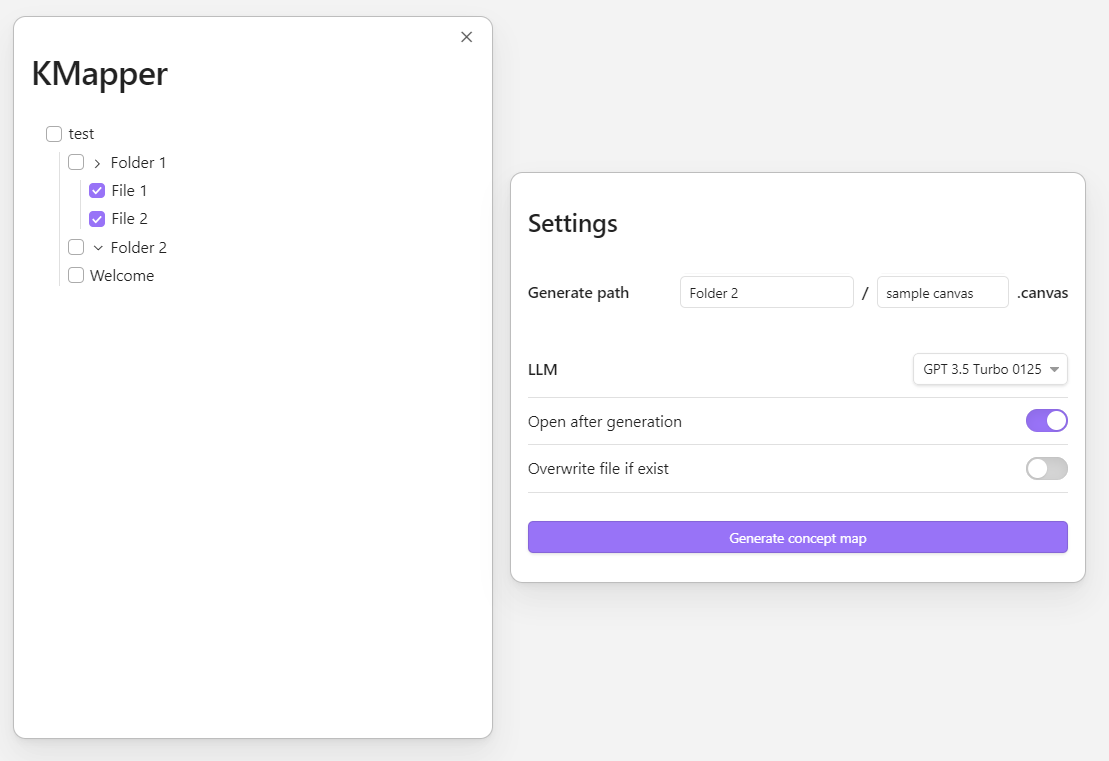 KMapper
test
Folder 1
File 1
File 2
Folder 2
Welcome
Settings
Generate path Folder 2 / sample canvas .canvas
LLM GPT 3.5 Turbo 0125
Open after generation
Overwrite file if exist
Generate concept map